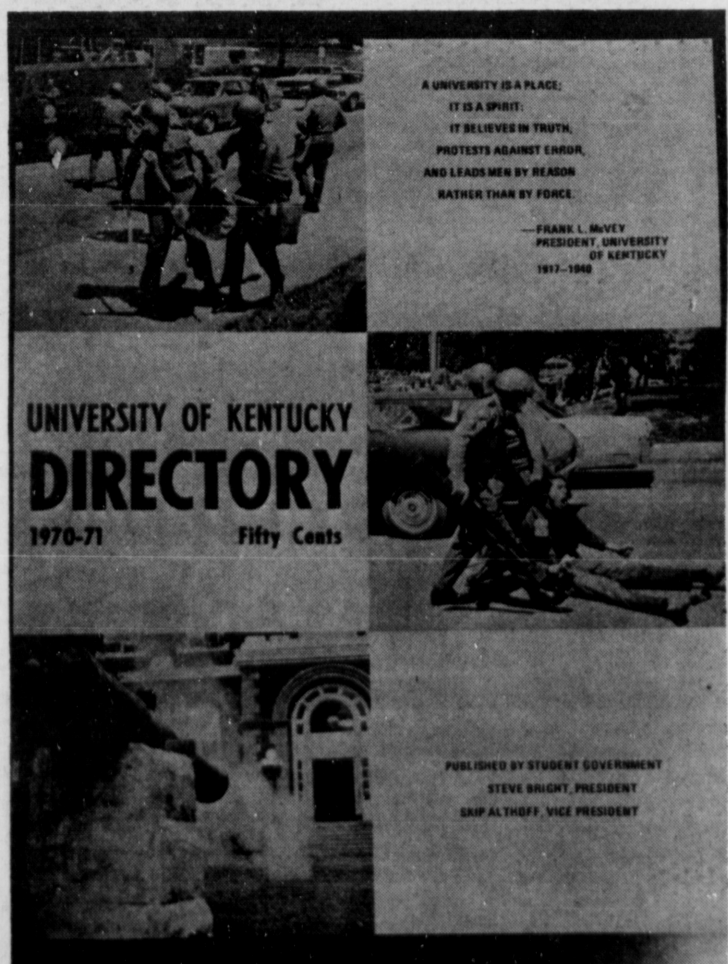 A UNIVERSITY IS A PLACE;
IT IS A SPIRIT:
IT BELIEVES IN TRUTH,
PROTESTS AGAINST ERROR,
AND LEADS MEN BY REASON
RATHER THAN BY FORCE.
—FRANK L. McVEY
PRESIDENT, UNIVERSITY
OF KENTUCKY
1917–1940
UNIVERSITY OF KENTUCKY
DIRECTORY
1970-71 Fifty Cents
PUBLISHED BY STUDENT GOVERNMENT
STEVE BRIGHT, PRESIDENT
SKIP ALTHOFF, VICE PRESIDENT